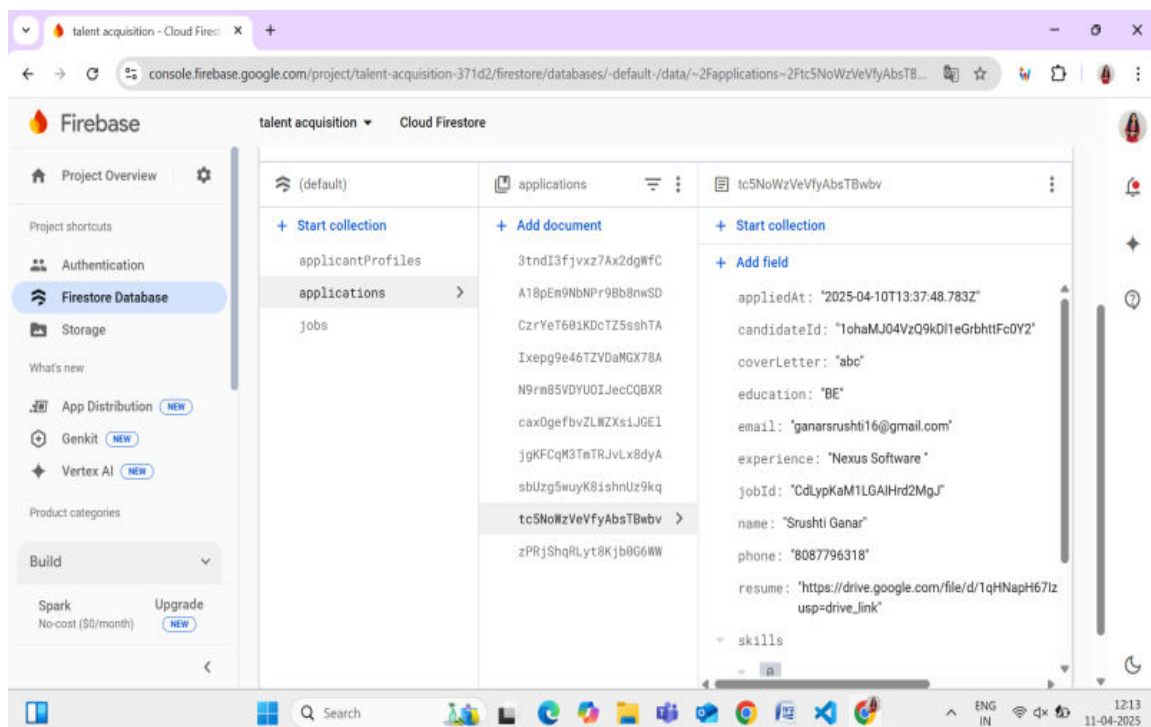 talent acquisition - Cloud Fires
console.firebase.google.com/project/talent-acquisition-371d2/firestore/databases/-default-/data/~2Fapplications~2Ftc5NoWzVeVfyAbsTB...
Firebase
talent acquisition
Cloud Firestore
Project Overview
Project shortcuts
Authentication
Firestore Database
Storage
What's new
App Distribution NEW
Genkit NEW
Vertex AI NEW
Product categories
Build
Spark
No-cost ($0/month)
Upgrade
NEW
(default)
+ Start collection
applicantProfiles
applications
jobs
applications
+ Add document
3tndI3fjvxz7Ax2dgWfC
A18pEm9NbNPr9Bb8nwSD
CzrYeT60iKDcTZ5sshTA
Ixepg9e46TZVDaMGX78A
N9rm85VDYUOIJecCQBXR
caxOgefbvZLWZXsiJGEl
jgKFCqM3TmTRJvLx8dyA
sbUzg5wuyK8ishnUz9kq
tc5NoWzVeVfyAbsTBwbv
zPRjShqRLyt8Kjb0G6WW
tc5NoWzVeVfyAbsTBwbv
+ Start collection
+ Add field
appliedAt: "2025-04-10T13:37:48.783Z"
candidateId: "1ohaMJ04VzQ9kDl1eGrbhttFc0Y2"
coverLetter: "abc"
education: "BE"
email: "ganarsrushti16@gmail.com"
experience: "Nexus Software "
jobId: "CdLypKaM1LGAIHrd2MgJ"
name: "Srushti Ganar"
phone: "8087796318"
resume: "https://drive.google.com/file/d/1qHNapH67Iz
usp=drive_link"
skills
0
Search
ENG
IN
12:13
11-04-2025